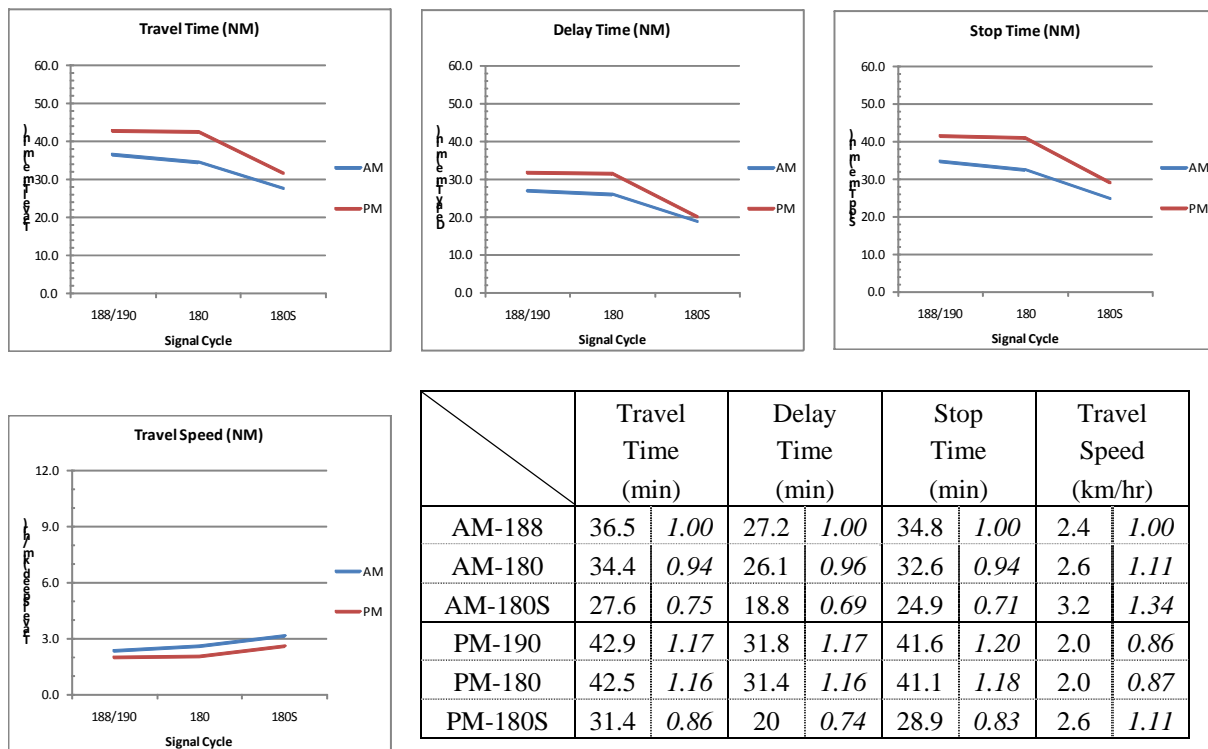 Travel Time (NM)
60.0
50.0
40.0
30.0
20.0
10.0
0.0
188/190
180
180S
Signal Cycle
AM
PM
Delay Time (NM)
60.0
50.0
40.0
30.0
20.0
10.0
0.0
188/190
180
180S
Signal Cycle
AM
PM
Stop Time (NM)
60.0
50.0
40.0
30.0
20.0
10.0
0.0
188/190
180
180S
Signal Cycle
AM
PM
Travel Speed (NM)
12.0
9.0
6.0
3.0
0.0
188/190
180
180S
Signal Cycle
AM
PM
Travel Delay Stop Travel
Time Time Time Speed
(min) (min) (min) (km/hr)
AM-188 36.5 1.00 27.2 1.00 34.8 1.00 2.4 1.00
AM-180 34.4 0.94 26.1 0.96 32.6 0.94 2.6 1.11
AM-180S 27.6 0.75 18.8 0.69 24.9 0.71 3.2 1.34
PM-190 42.9 1.17 31.8 1.17 41.6 1.20 2.0 0.86
PM-180 42.5 1.16 31.4 1.16 41.1 1.18 2.0 0.87
PM-180S 31.4 0.86 20 0.74 28.9 0.83 2.6 1.11